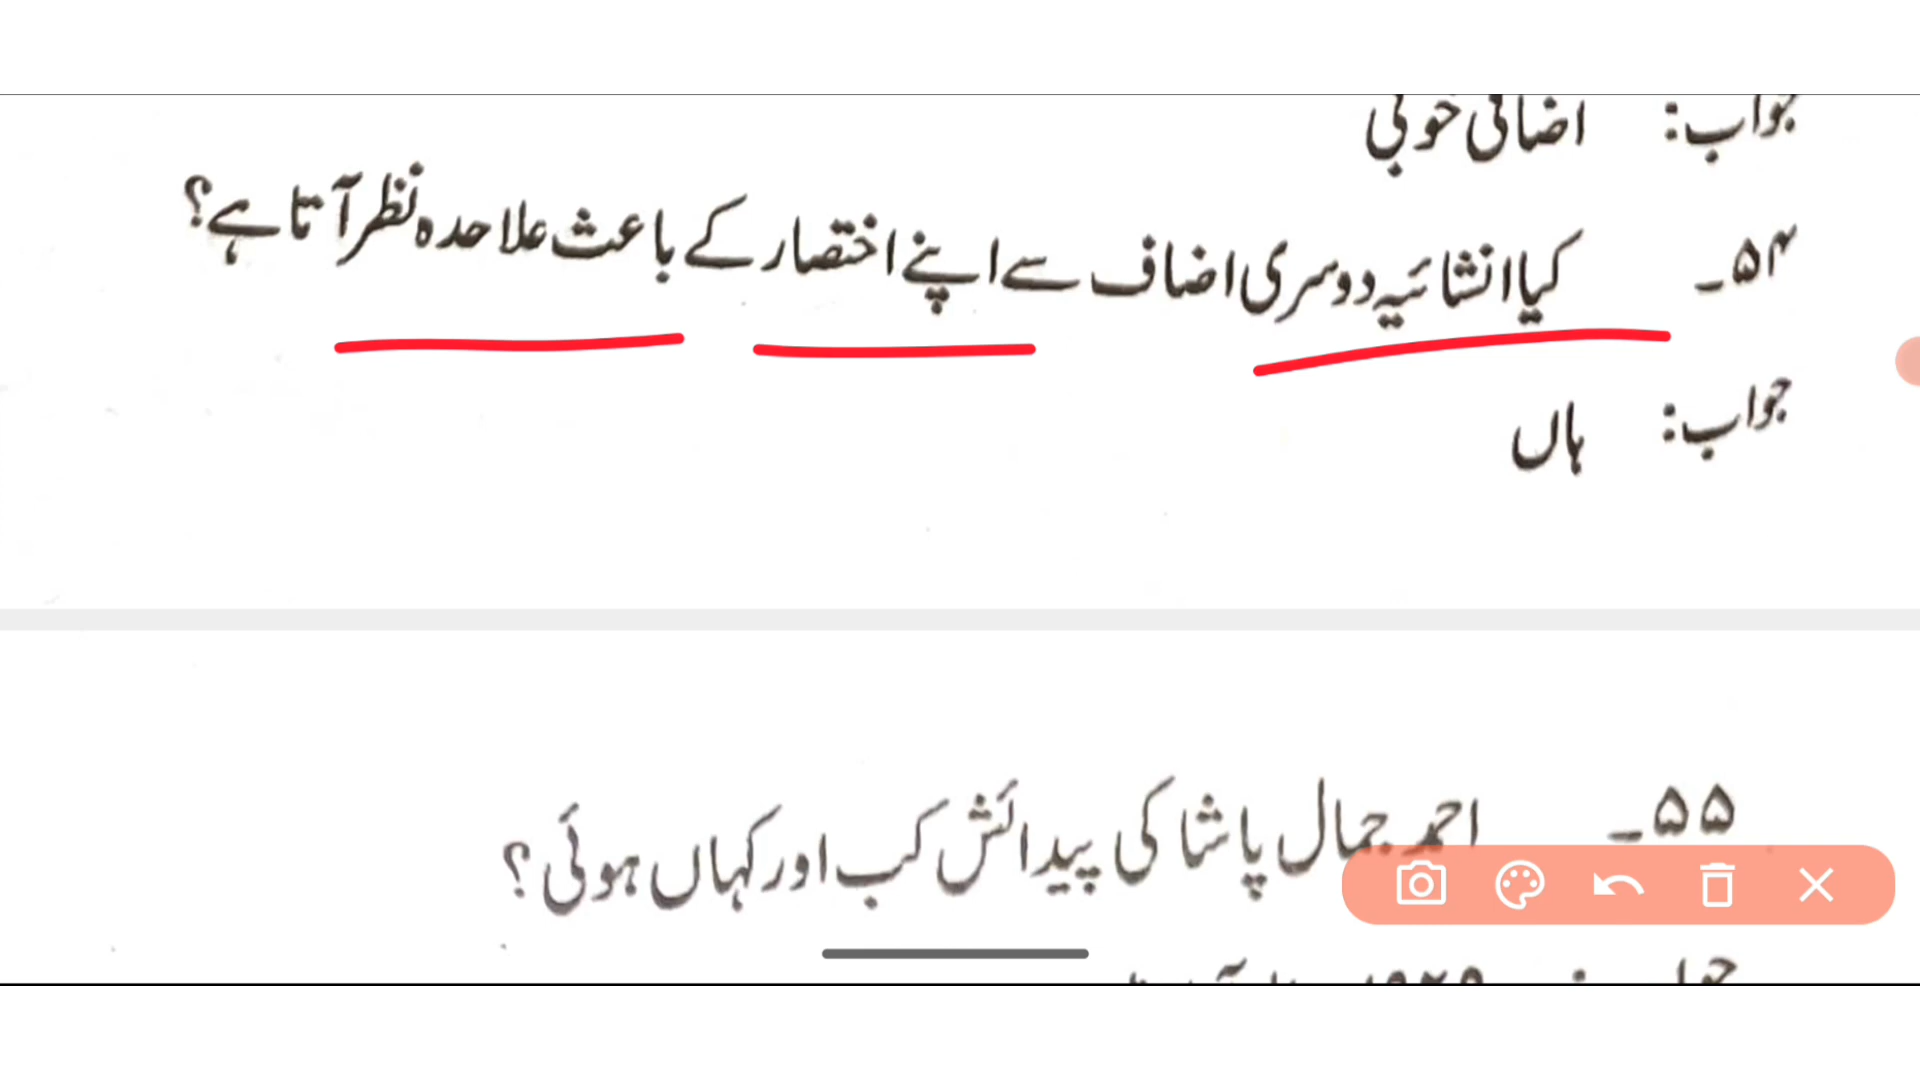 جواب: اضافی خوبی
۵۴۔ کیا انشائیہ دوسری اضاف سے اپنے اختصار کے باعث علاحدہ نظر آتا ہے؟
جواب: ہاں
۵۵۔ احمد جمال پاشا کی پیدائش کب اور کہاں ہوئی؟